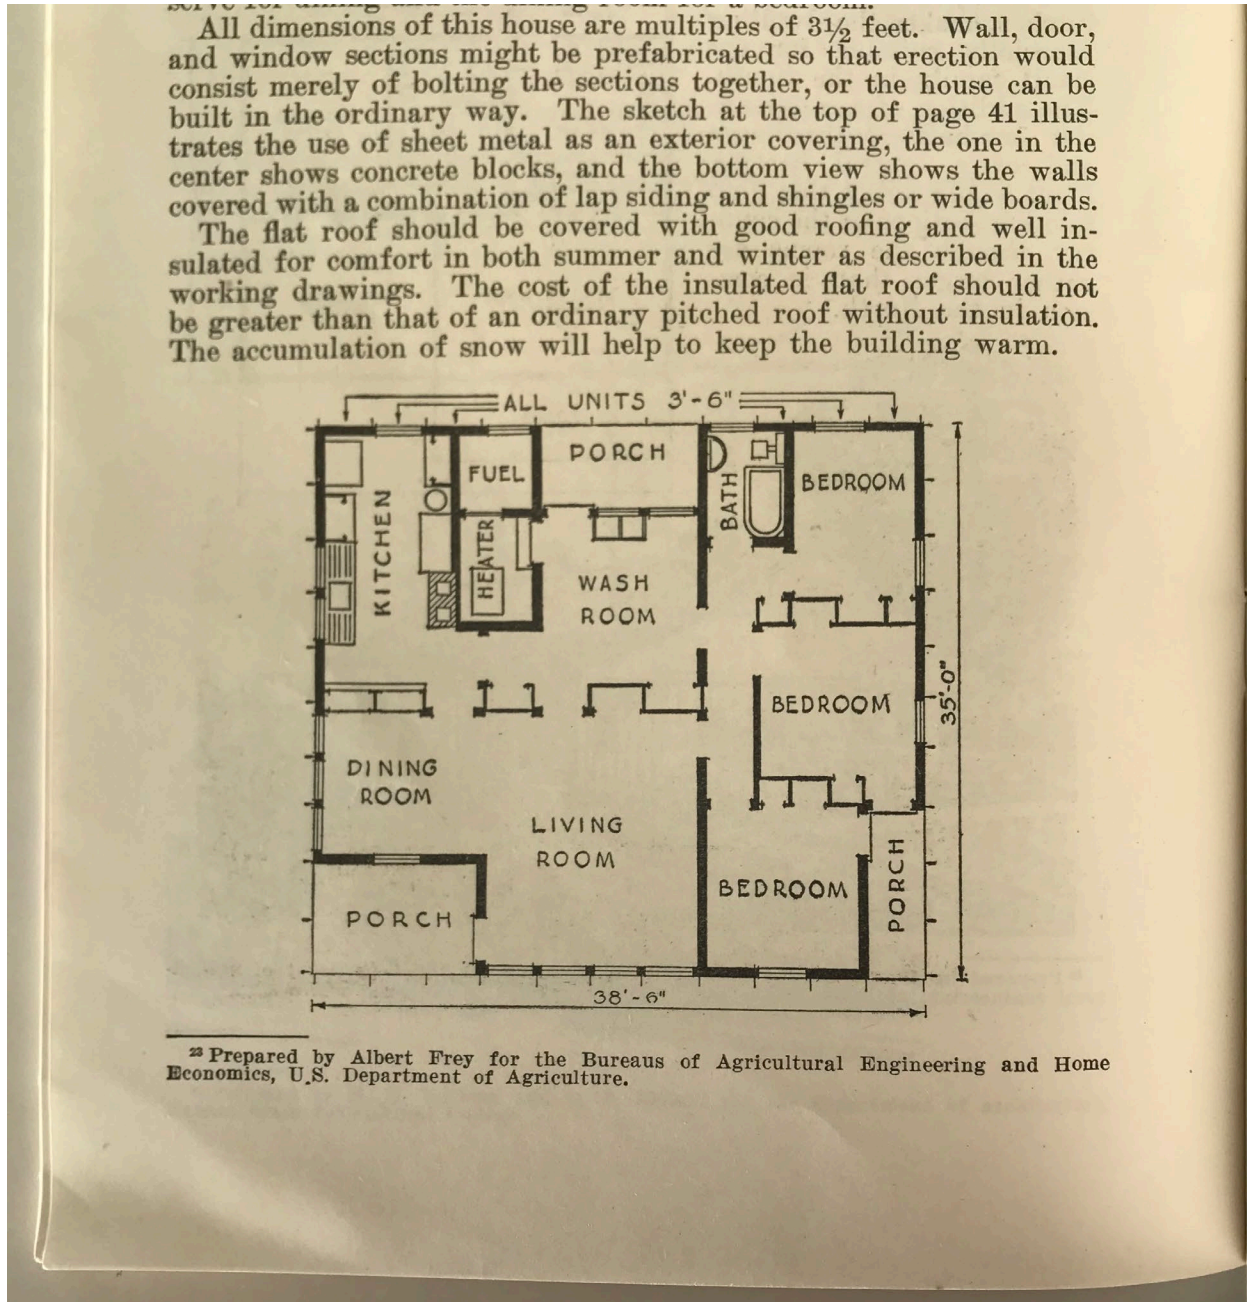 serve for dining and the dining room for a bedroom.
All dimensions of this house are multiples of 3½ feet. Wall, door,
and window sections might be prefabricated so that erection would
consist merely of bolting the sections together, or the house can be
built in the ordinary way. The sketch at the top of page 41 illus-
trates the use of sheet metal as an exterior covering, the one in the
center shows concrete blocks, and the bottom view shows the walls
covered with a combination of lap siding and shingles or wide boards.
The flat roof should be covered with good roofing and well in-
sulated for comfort in both summer and winter as described in the
working drawings. The cost of the insulated flat roof should not
be greater than that of an ordinary pitched roof without insulation.
The accumulation of snow will help to keep the building warm.
ALL UNITS 3'-6"
PORCH
FUEL
BATH
BEDROOM
KITCHEN
HEATER
WASH
ROOM
BEDROOM
35'-0"
DINING
ROOM
LIVING
ROOM
BEDROOM
PORCH
PORCH
38'-6"
²³ Prepared by Albert Frey for the Bureaus of Agricultural Engineering and Home
Economics, U.S. Department of Agriculture.